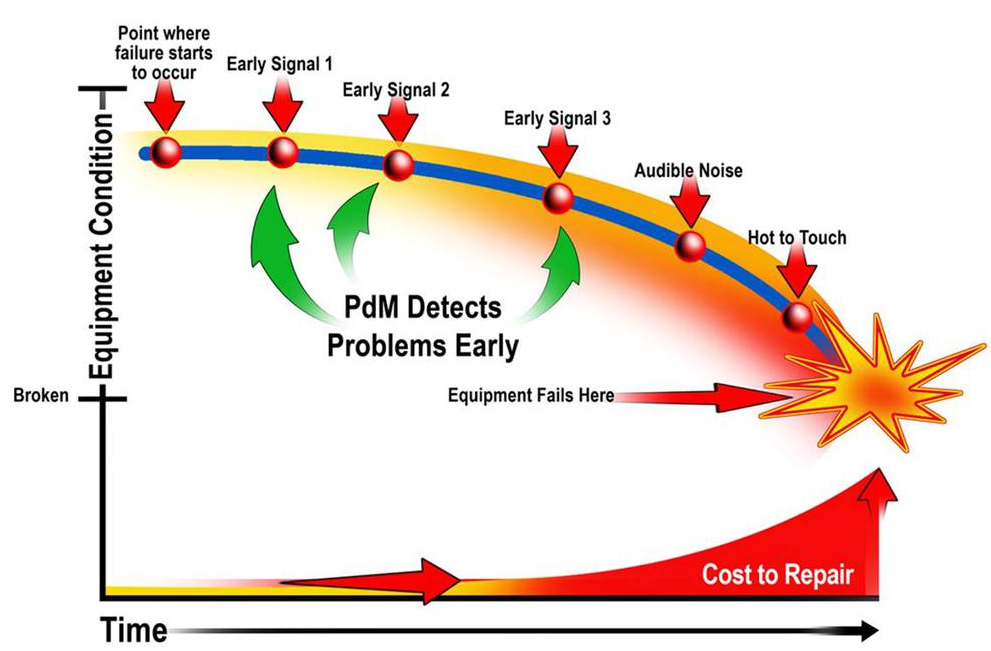 Point where
failure starts
to occur
Early Signal 1
Early Signal 2
Early Signal 3
Audible Noise
Hot to Touch
Equipment Condition
PdM Detects
Problems Early
Broken
Equipment Fails Here
Cost to Repair
Time